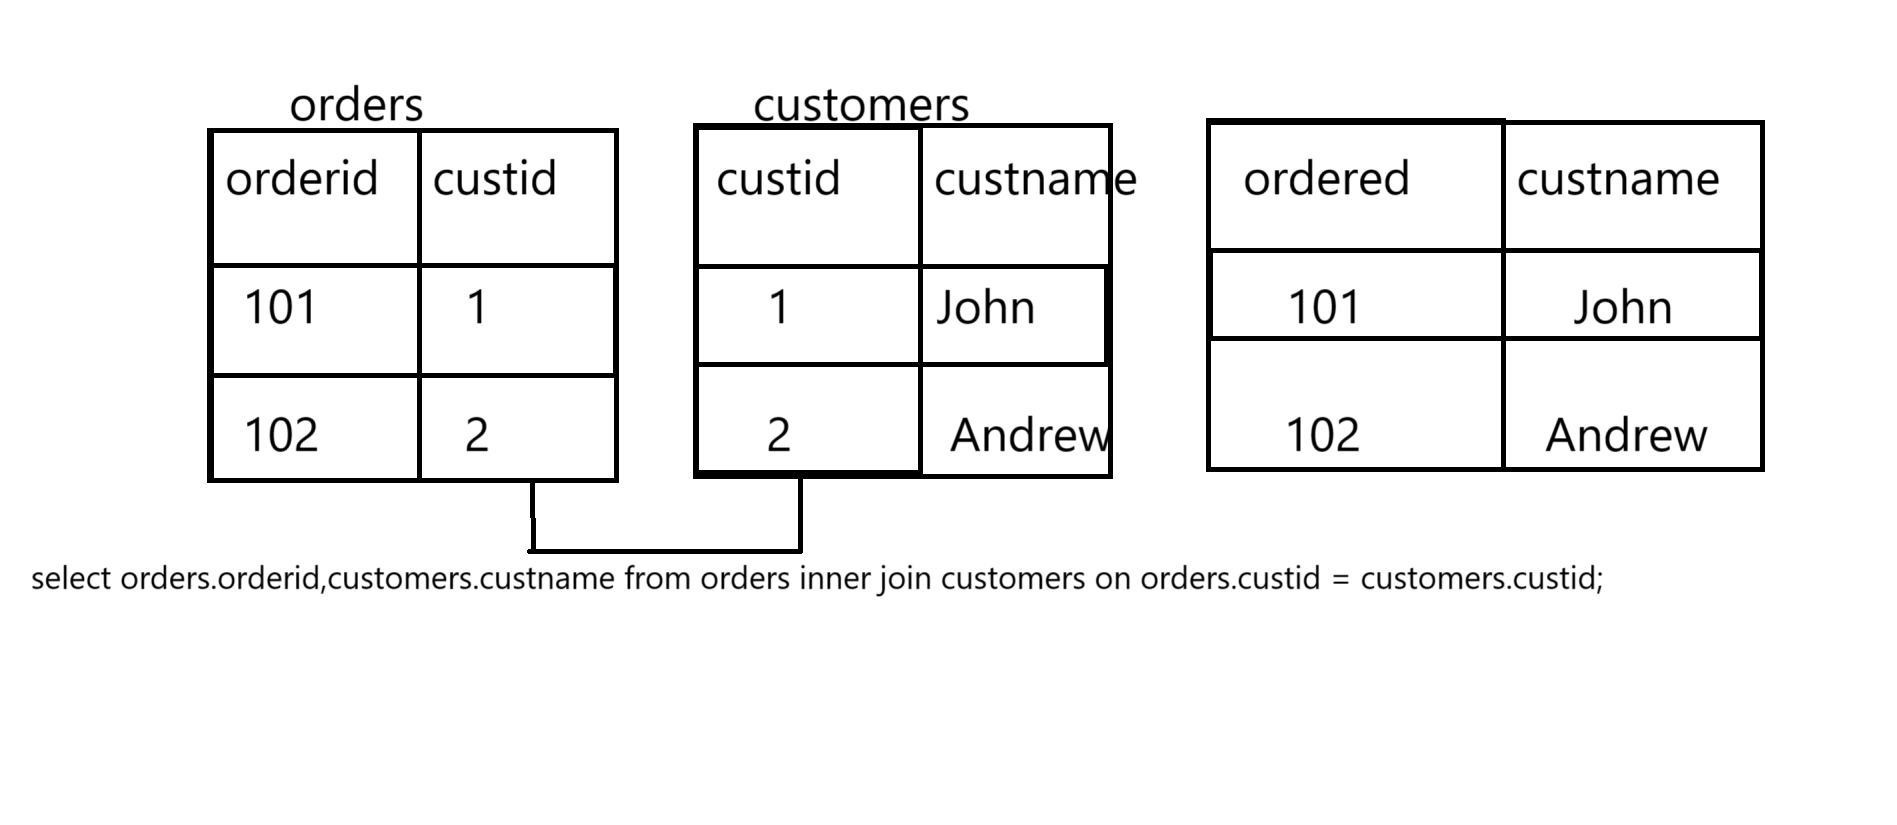 orders customers
orderid custid custid custname ordered custname
101 1 1 John 101 John
102 2 2 Andrew 102 Andrew
select orders.orderid,customers.custname from orders inner join customers on orders.custid = customers.custid;